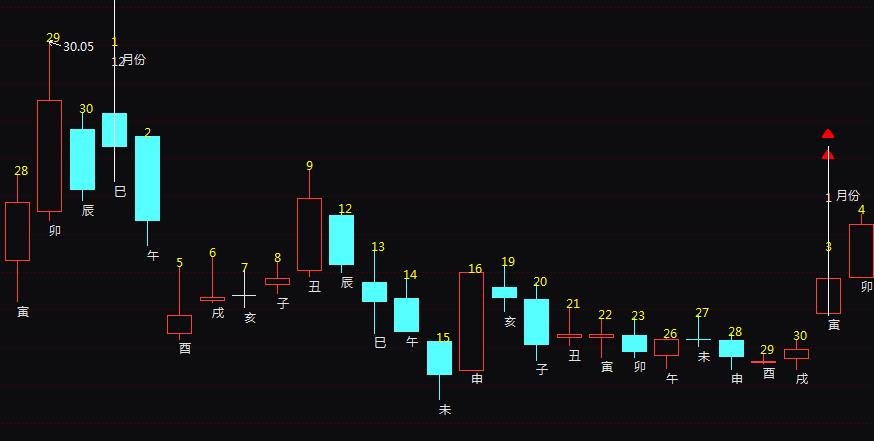 28
寅
29
30.05
卯
30
辰
1
12月份
巳
2
午
5
酉
6
戌
7
亥
8
子
9
丑
12
辰
13
巳
14
午
15
未
16
申
19
亥
20
子
21
丑
22
寅
23
卯
26
午
27
未
28
申
29
酉
30
戌
1月份
3
寅
4
卯